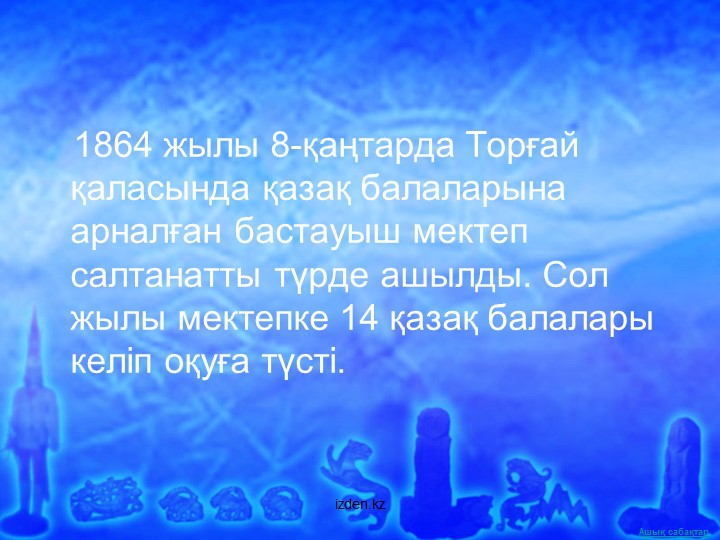 1864 жылы 8-қаңтарда Торғай
қаласында қазақ балаларына
арналған бастауыш мектеп
салтанатты түрде ашылды. Сол
жылы мектепке 14 қазақ балалары
келіп оқуға түсті.
izden.kz
Ашық сабақтар